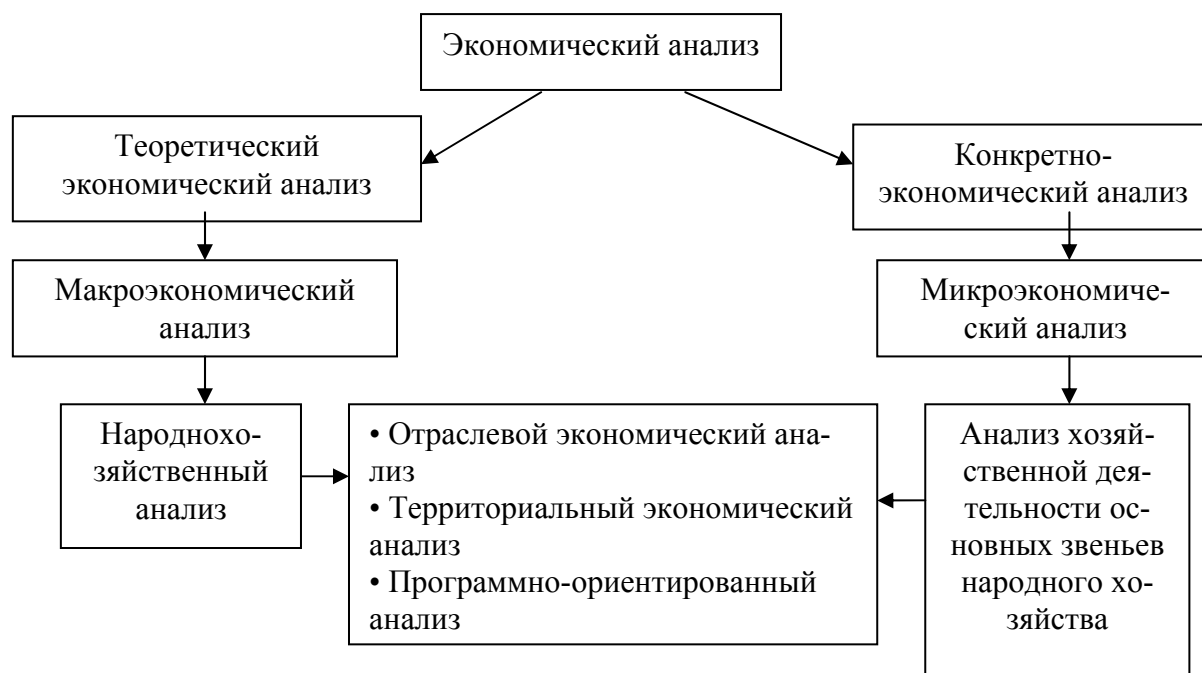 Экономический анализ
Теоретический
экономический анализ
Конкретно-
экономический анализ
Макроэкономический
анализ
Микроэкономиче-
ский анализ
Народнохо-
зяйственный
анализ
• Отраслевой экономический ана-
лиз
• Территориальный экономический
анализ
• Программно-ориентированный
анализ
Анализ хозяй-
ственной дея-
тельности ос-
новных звеньев
народного хо-
зяйства